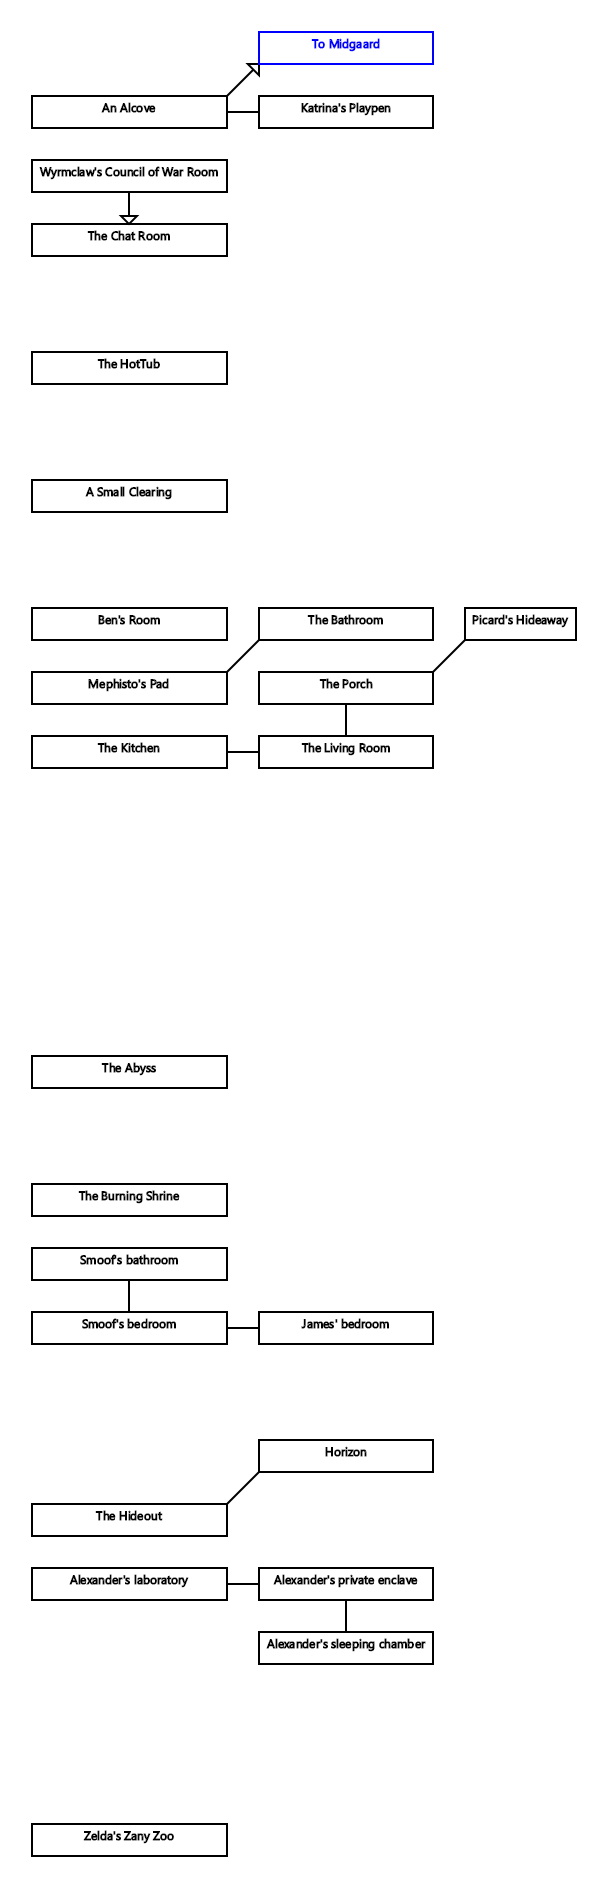 To Midgaard
An Alcove
Katrina's Playpen
Wyrmclaw's Council of War Room
The Chat Room
The HotTub
A Small Clearing
Ben's Room
The Bathroom
Picard's Hideaway
Mephisto's Pad
The Porch
The Kitchen
The Living Room
The Abyss
The Burning Shrine
Smoof's bathroom
Smoof's bedroom
James' bedroom
Horizon
The Hideout
Alexander's laboratory
Alexander's private enclave
Alexander's sleeping chamber
Zelda's Zany Zoo